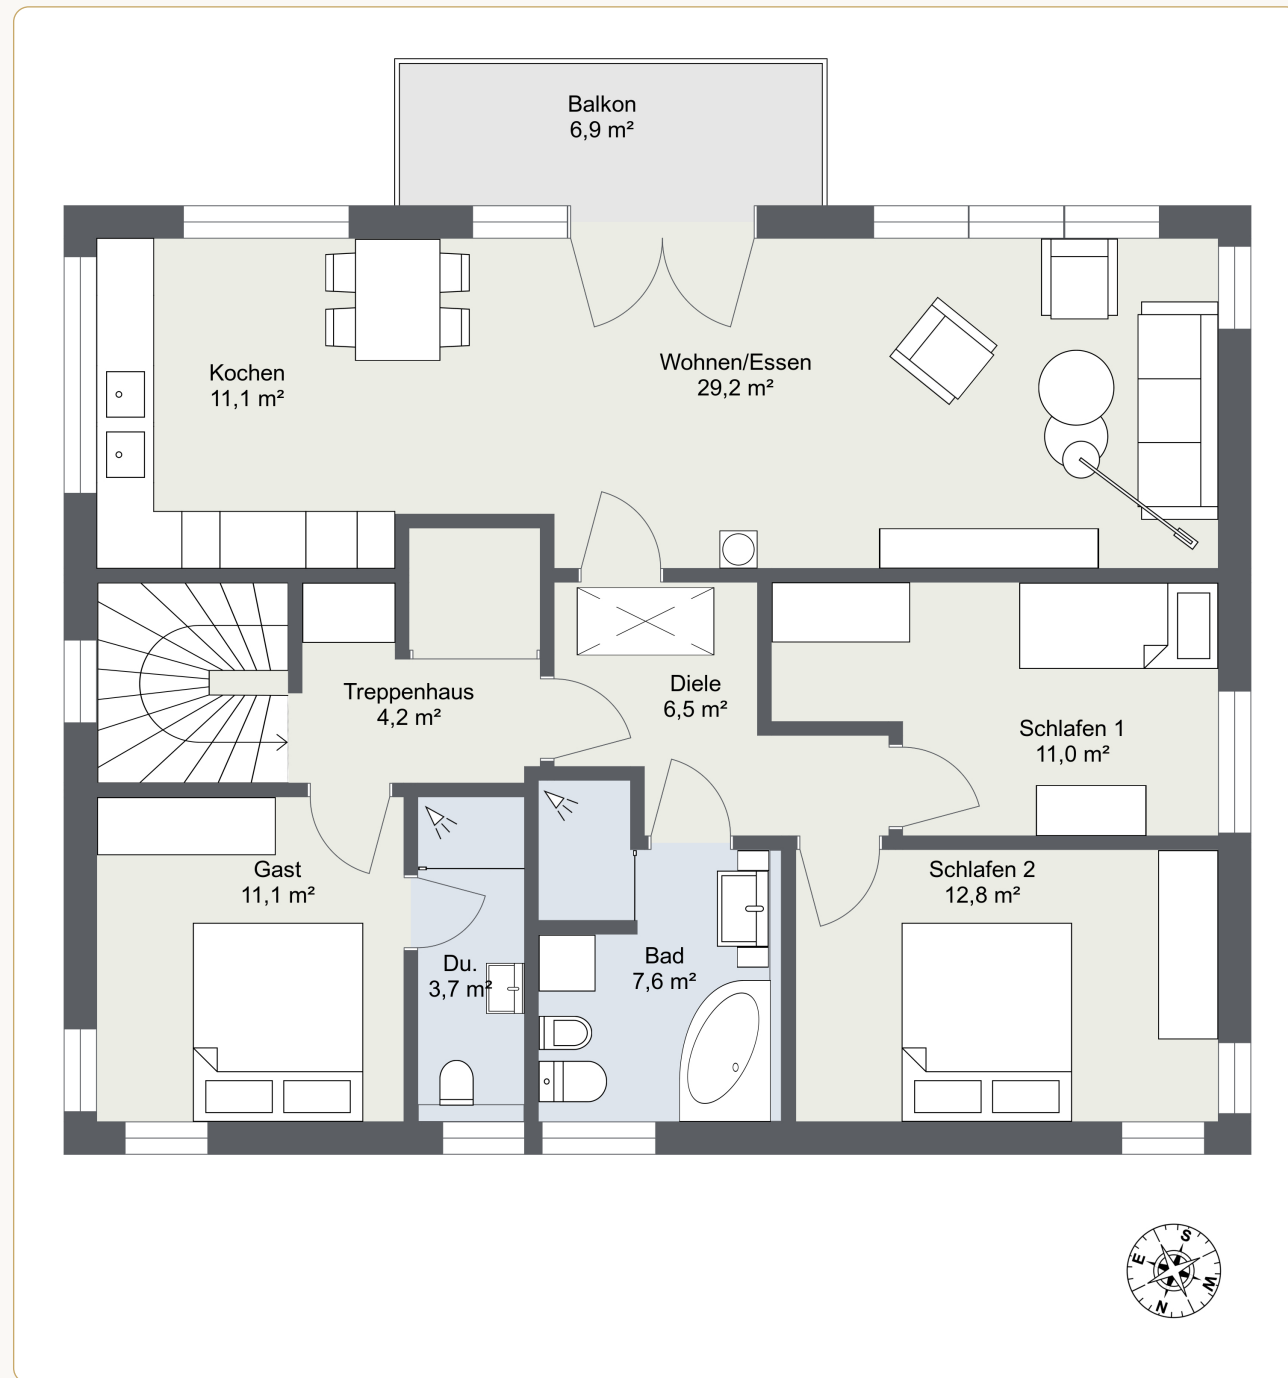 Balkon
6,9 m²
Kochen
11,1 m²
Wohnen/Essen
29,2 m²
Treppenhaus
4,2 m²
Diele
6,5 m²
Schlafen 1
11,0 m²
Gast
11,1 m²
Du.
3,7 m²
Bad
7,6 m²
Schlafen 2
12,8 m²
S
E
W
N